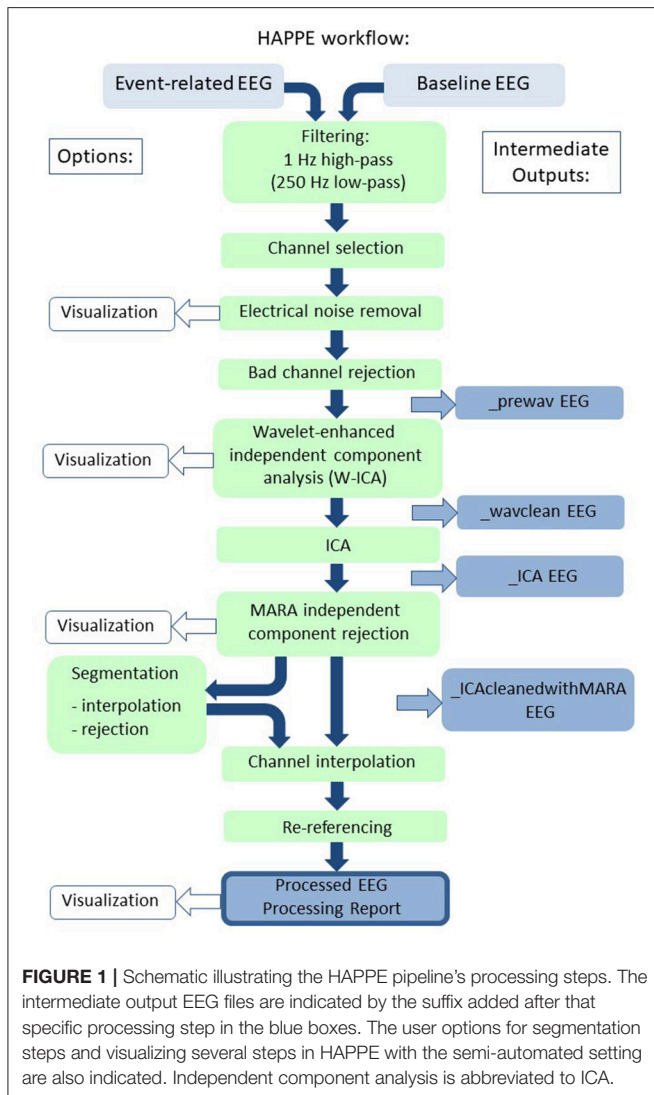 HAPPE workflow:
Event-related EEG
Baseline EEG
Filtering:
1 Hz high-pass
(250 Hz low-pass)
Options:
Intermediate
Outputs:
Channel selection
Visualization
Electrical noise removal
Bad channel rejection
_prewav EEG
Wavelet-enhanced
independent component
analysis (W-ICA)
Visualization
_wavclean EEG
ICA
_ICA EEG
MARA independent
component rejection
Visualization
Segmentation
- interpolation
- rejection
_ICAcleanedwithMARA
EEG
Channel interpolation
Re-referencing
Processed EEG
Processing Report
Visualization
FIGURE 1 | Schematic illustrating the HAPPE pipeline's processing steps. The
intermediate output EEG files are indicated by the suffix added after that
specific processing step in the blue boxes. The user options for segmentation
steps and visualizing several steps in HAPPE with the semi-automated setting
are also indicated. Independent component analysis is abbreviated to ICA.